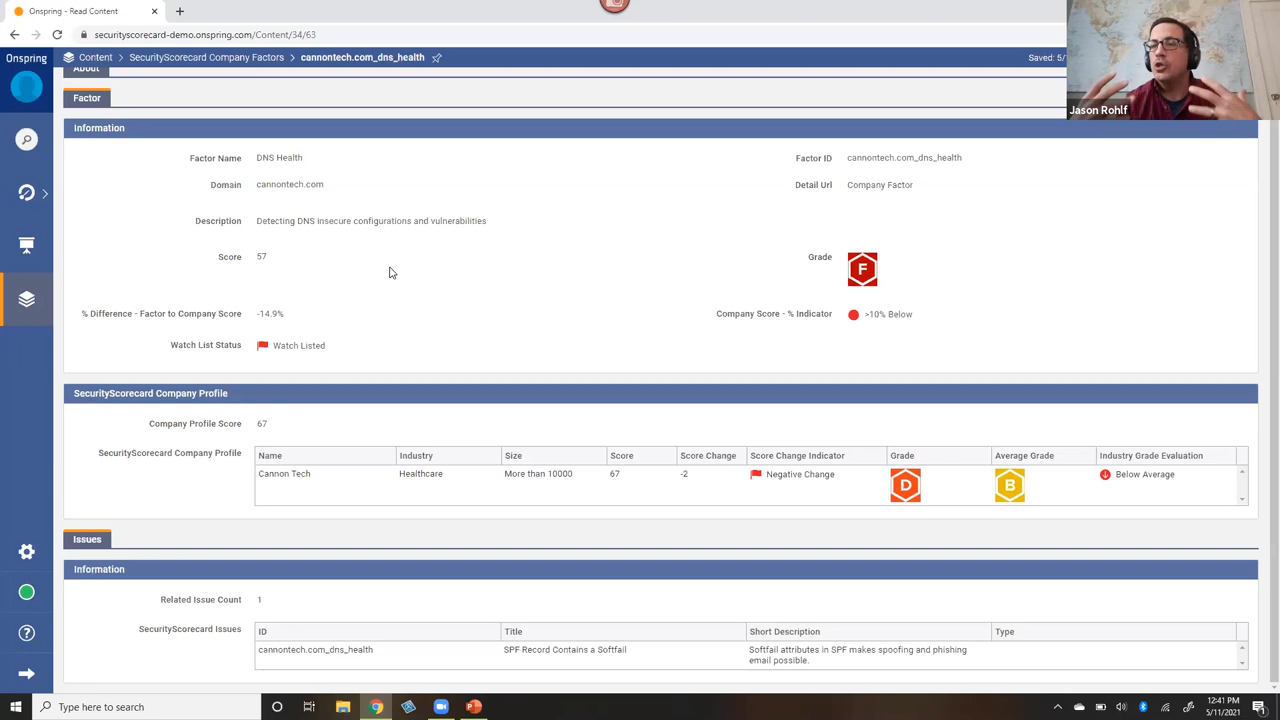 Onspring - Read Content
securityscorecard-demo.onspring.com/Content/34/63
Onspring
Content > SecurityScorecard Company Factors > cannontech.com_dns_health
Saved: 5/
Jason Rohlf
About
Factor
Information
Factor Name DNS Health Factor ID cannontech.com_dns_health
Domain cannontech.com Detail Url Company Factor
Description Detecting DNS insecure configurations and vulnerabilities
Score 57 Grade F
% Difference - Factor to Company Score -14.9% Company Score - % Indicator >10% Below
Watch List Status Watch Listed
SecurityScorecard Company Profile
Company Profile Score 67
SecurityScorecard Company Profile Name Industry Size Score Score Change Score Change Indicator Grade Average Grade Industry Grade Evaluation
Cannon Tech Healthcare More than 10000 67 -2 Negative Change D B Below Average
Issues
Information
Related Issue Count 1
SecurityScorecard Issues ID Title Short Description Type
cannontech.com_dns_health SPF Record Contains a Softfail Softfail attributes in SPF makes spoofing and phishing
email possible.
Type here to search
12:41 PM
5/11/2021